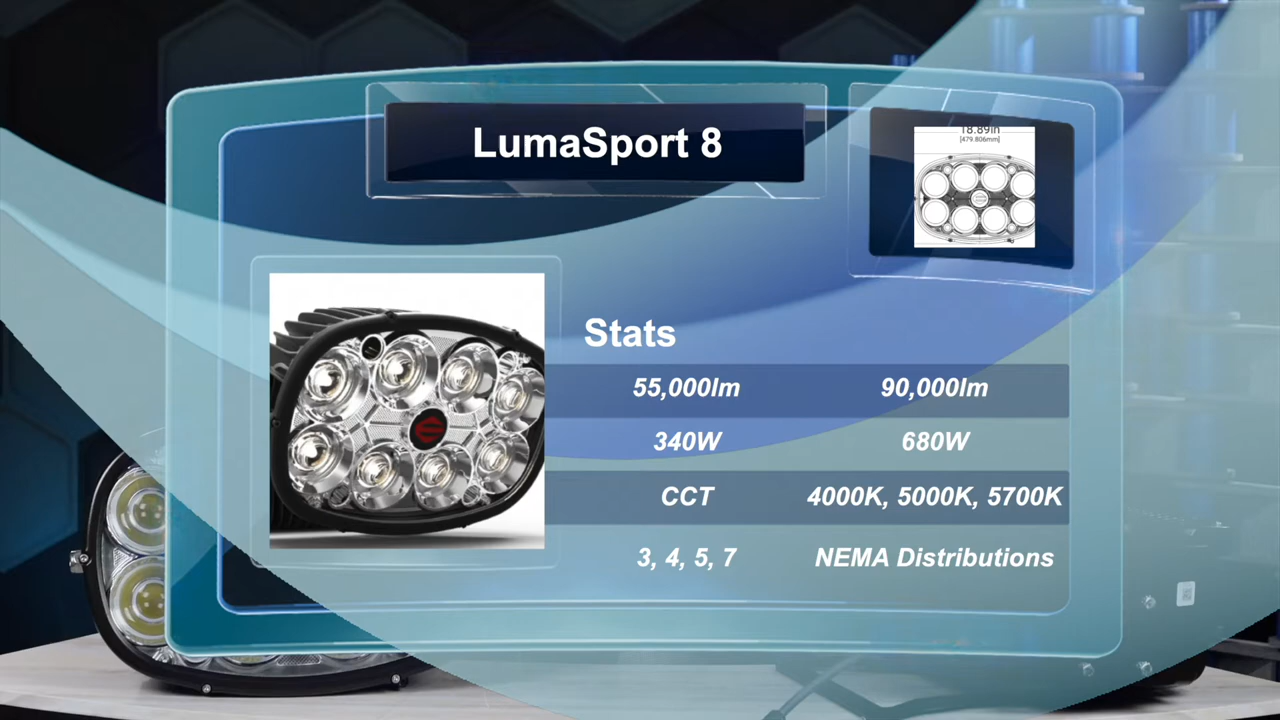 LumaSport 8
18.89in
[479.806mm]
Stats
55,000lm 90,000lm
340W 680W
CCT 4000K, 5000K, 5700K
3, 4, 5, 7 NEMA Distributions